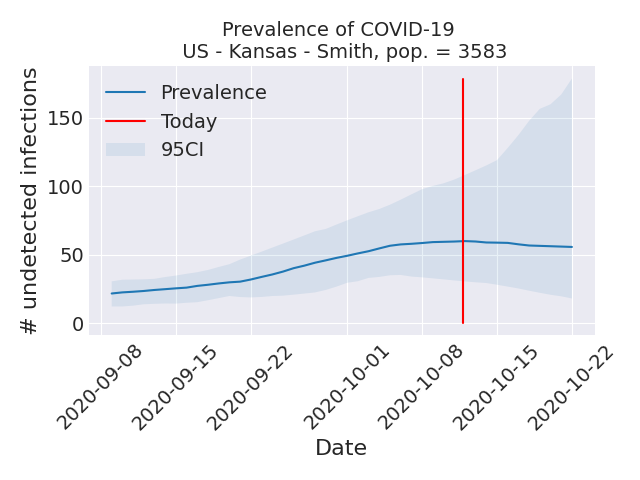 Prevalence of COVID-19
US - Kansas - Smith, pop. = 3583
# undetected infections
150
100
50
0
Prevalence
Today
95CI
2020-09-08
2020-09-15
2020-09-22
2020-10-01
2020-10-08
2020-10-15
2020-10-22
Date